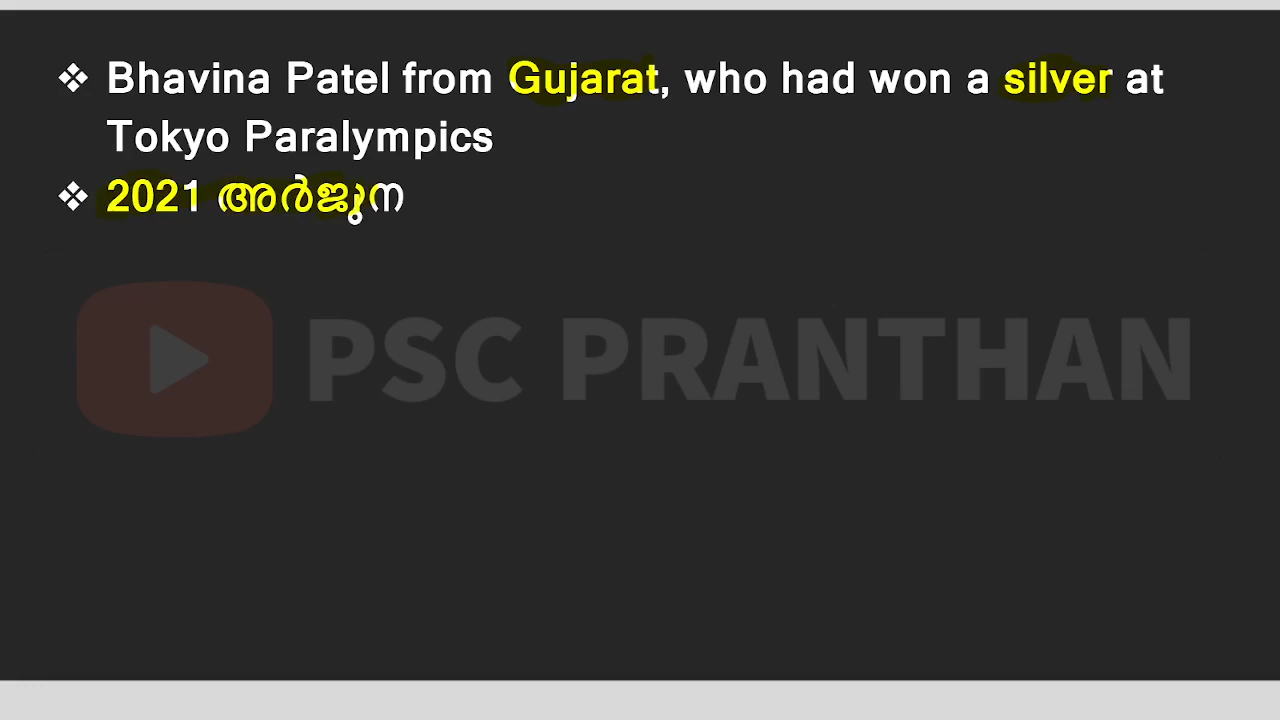 ❖ Bhavina Patel from Gujarat, who had won a silver at
Tokyo Paralympics
❖ 2021 അർജുന
PSC PRANTHAN